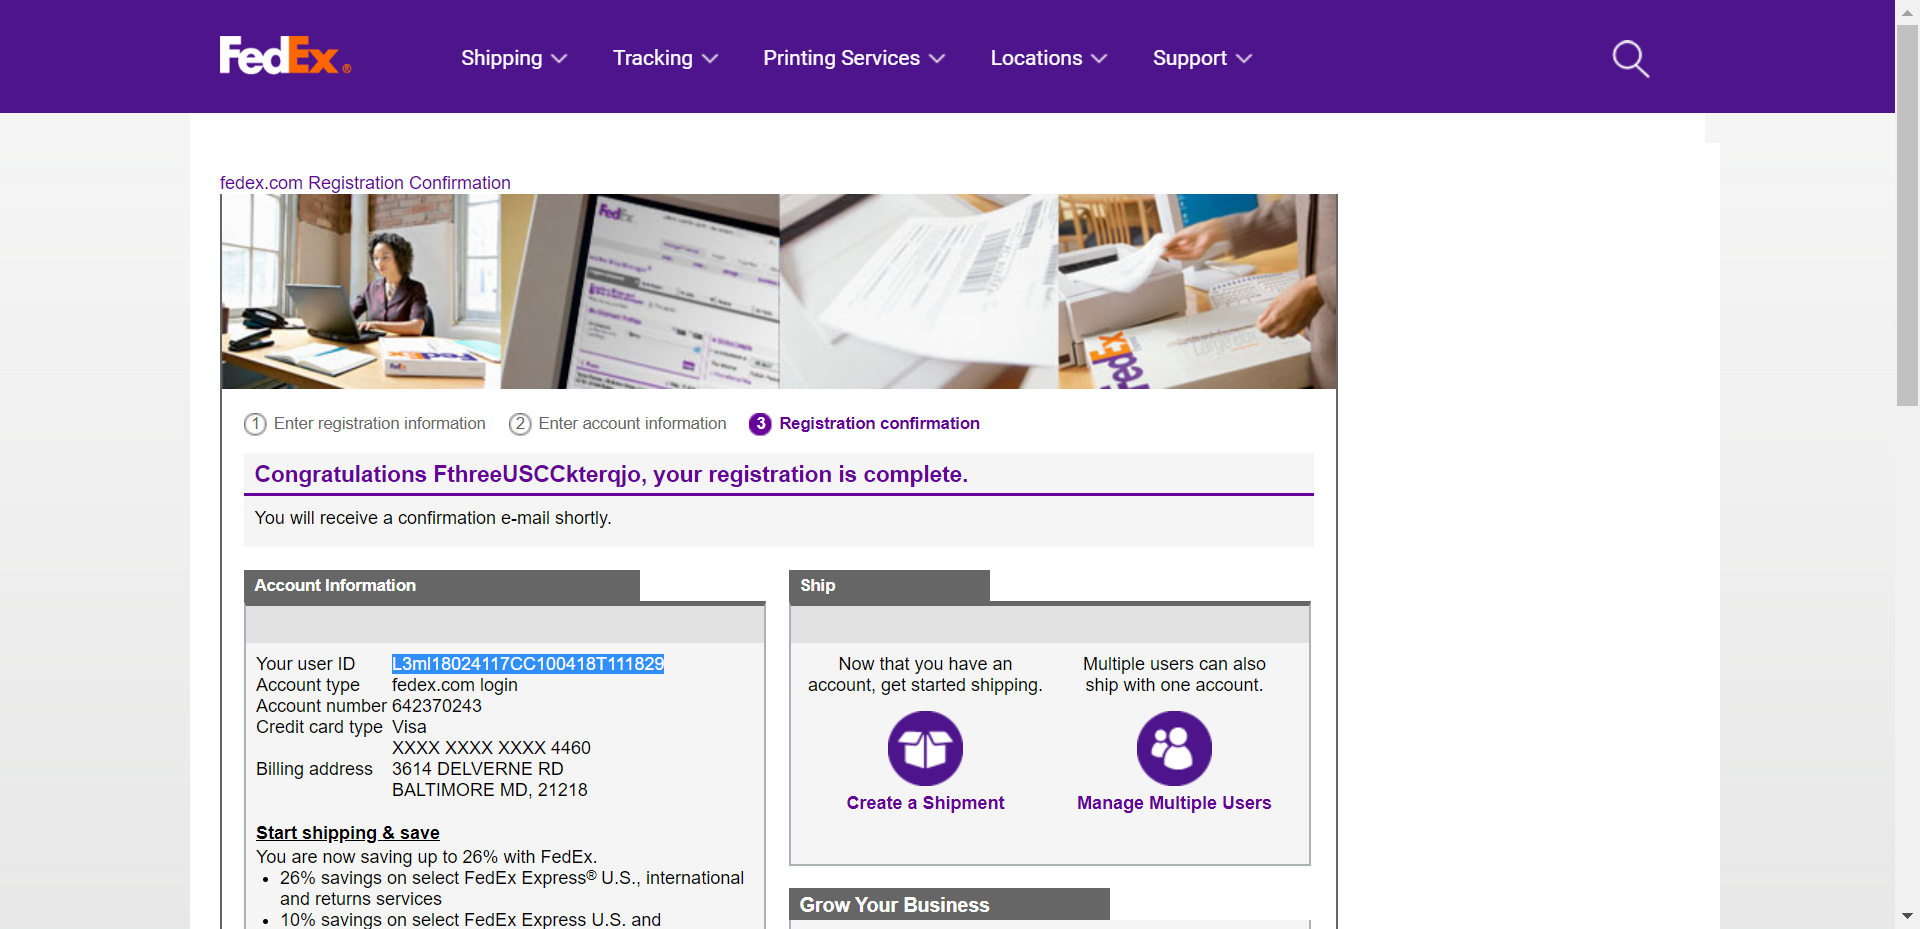 FedEx®
Shipping
Tracking
Printing Services
Locations
Support
fedex.com Registration Confirmation
FedEx
FedEx
FedEx
Large Box
FedEx
1 Enter registration information
2 Enter account information
3 Registration confirmation
Congratulations FthreeUSCCkterqjo, your registration is complete.
You will receive a confirmation e-mail shortly.
Account Information
Your user ID L3ml18024117CC100418T111829
Account type fedex.com login
Account number 642370243
Credit card type Visa
XXXX XXXX XXXX 4460
Billing address 3614 DELVERNE RD
BALTIMORE MD, 21218
Start shipping & save
You are now saving up to 26% with FedEx.
• 26% savings on select FedEx Express® U.S., international
and returns services
• 10% savings on select FedEx Express U.S. and
Ship
Now that you have an
account, get started shipping.
Create a Shipment
Multiple users can also
ship with one account.
Manage Multiple Users
Grow Your Business